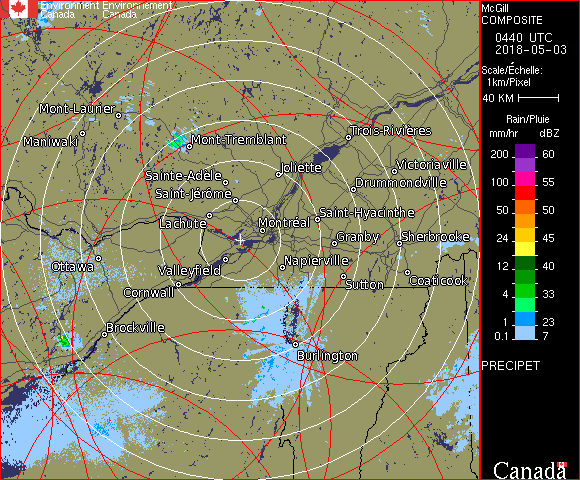 Environment Environnement
Canada Canada
McGill
COMPOSITE
0440 UTC
2018-05-03
Scale/Échelle:
1km/Pixel
40 KM
Rain/Pluie
mm/hr dBZ
200 60
55
100 55
50 50
24 45
12 40
8 33
4 33
1 23
0.1 7
PRECIPET
Canada
Mont-Laurier
Maniwaki
Mont-Tremblant
Trois-Rivières
Sainte-Adèle
Joliette
Victoriaville
Saint-Jérôme
Drummondville
Lachute
Montréal
Saint-Hyacinthe
Granby
Sherbrooke
Ottawa
Valleyfield
Napierville
Cornwall
Sutton
Coaticook
Brockville
Burlington